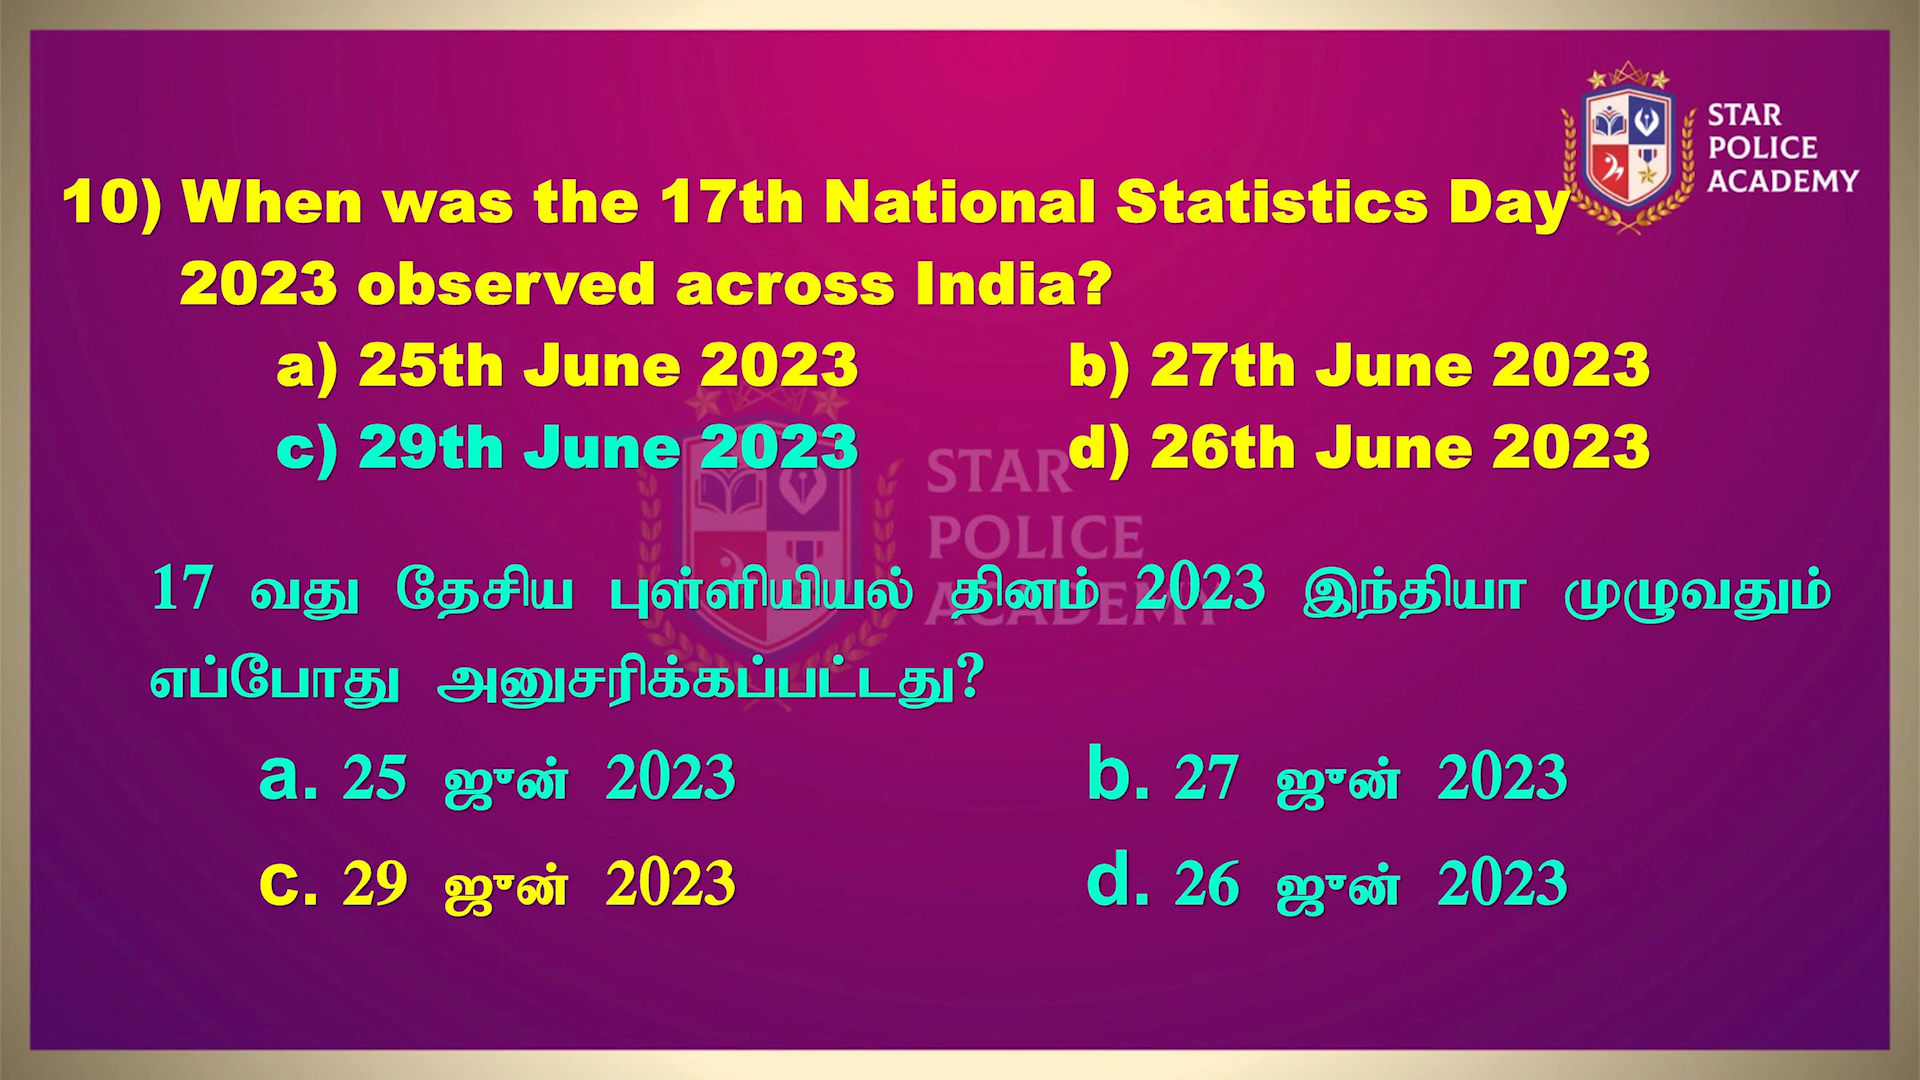 STAR
POLICE
ACADEMY
10) When was the 17th National Statistics Day
2023 observed across India?
a) 25th June 2023 b) 27th June 2023
c) 29th June 2023 d) 26th June 2023
STAR
POLICE
ACADEMY
17 வது தேசிய புள்ளியியல் தினம் 2023 இந்தியா முழுவதும்
எப்போது அனுசரிக்கப்பட்டது?
a. 25 ஜுன் 2023 b. 27 ஜுன் 2023
c. 29 ஜுன் 2023 d. 26 ஜுன் 2023